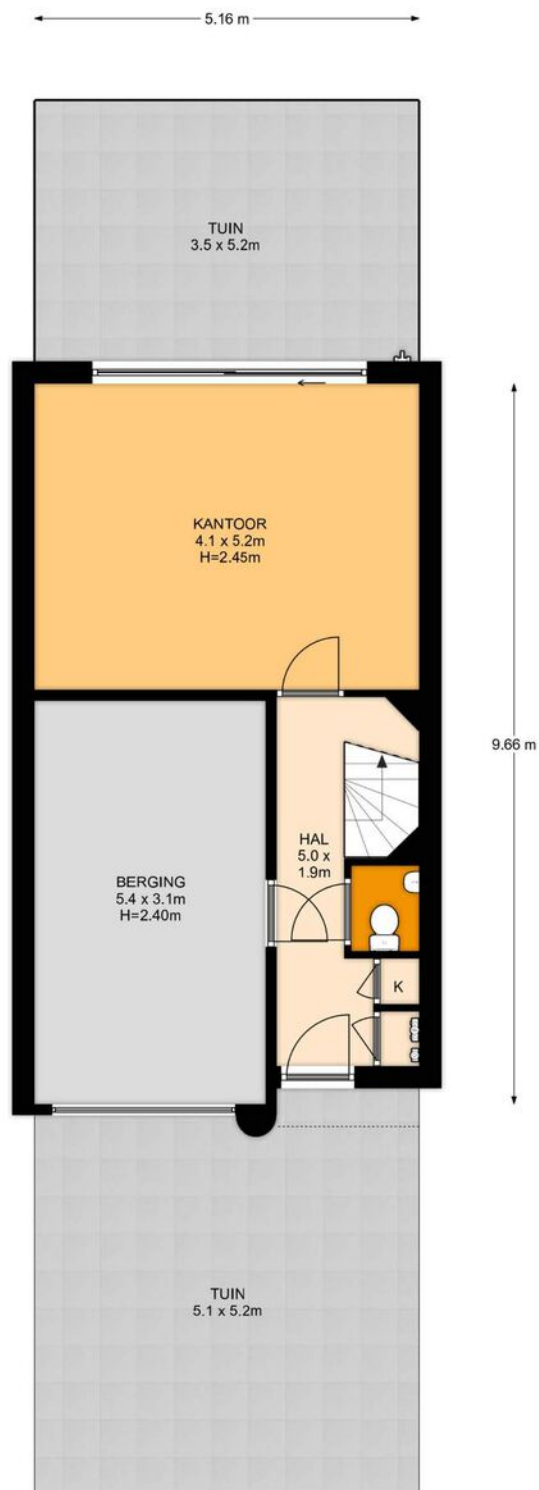 5.16 m
TUIN
3.5 x 5.2m
KANTOOR
4.1 x 5.2m
H=2.45m
9.66 m
HAL
5.0 x
1.9m
BERGING
5.4 x 3.1m
H=2.40m
K
TUIN
5.1 x 5.2m